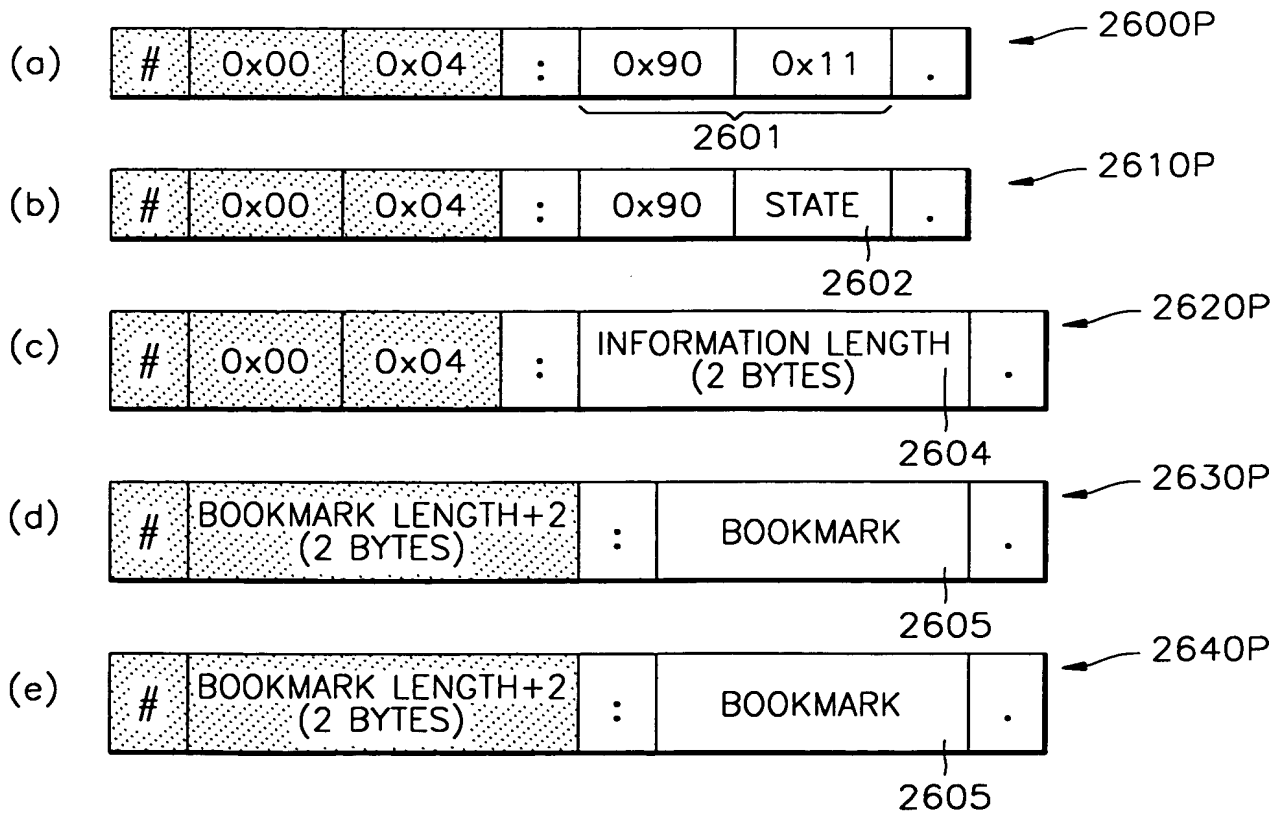 (a) # 0x00 0x04 : 0x90 0x11 . 2600P
2601
(b) # 0x00 0x04 : 0x90 STATE . 2610P
2602
(c) # 0x00 0x04 : INFORMATION LENGTH . 2620P
(2 BYTES)
2604
(d) # BOOKMARK LENGTH+2 : BOOKMARK . 2630P
(2 BYTES)
2605
(e) # BOOKMARK LENGTH+2 : BOOKMARK . 2640P
(2 BYTES)
2605